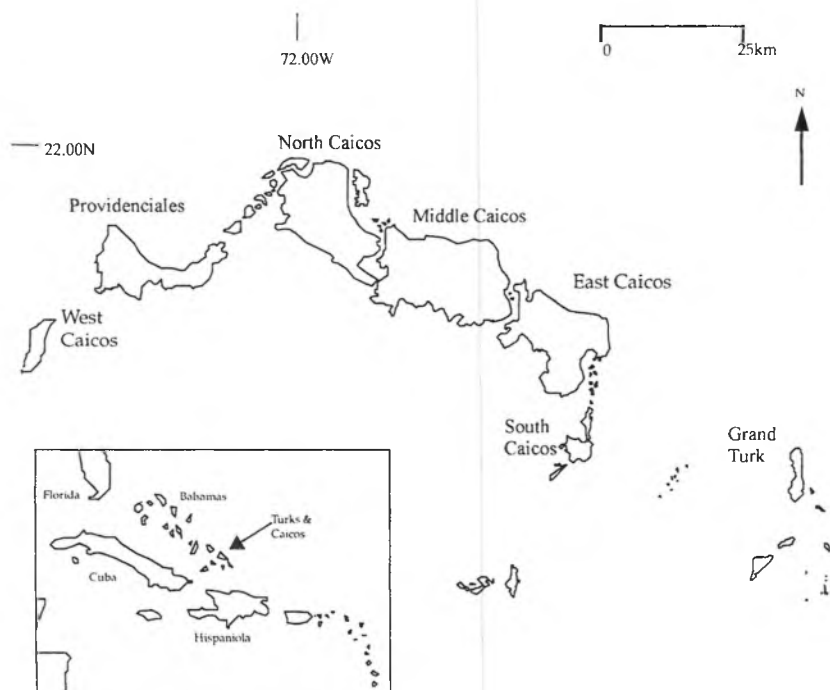 72.00W
0
25km
N
22.00N
North Caicos
Providenciales
Middle Caicos
East Caicos
West
Caicos
South
Caicos
Grand
Turk
Florida
Bahamas
Turks &
Caicos
Cuba
Hispaniola